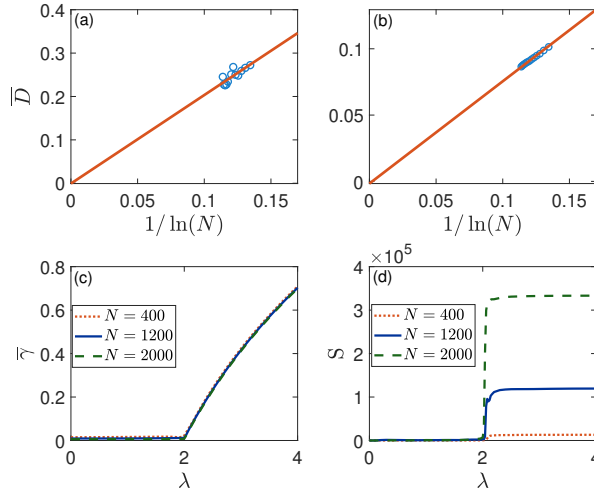 (a)
0.4
0.3
0.2
0.1
0
D̅
0 0.05 0.1 0.15
1/ ln(N)
(b)
0.1
0.05
0
0 0.05 0.1 0.15
1/ ln(N)
(c)
0.8
0.6
0.4
0.2
0
γ̅
N = 400
N = 1200
N = 2000
0 2 4
λ
×10⁵
(d)
4
3
2
1
0
S
N = 400
N = 1200
N = 2000
0 2 4
λ